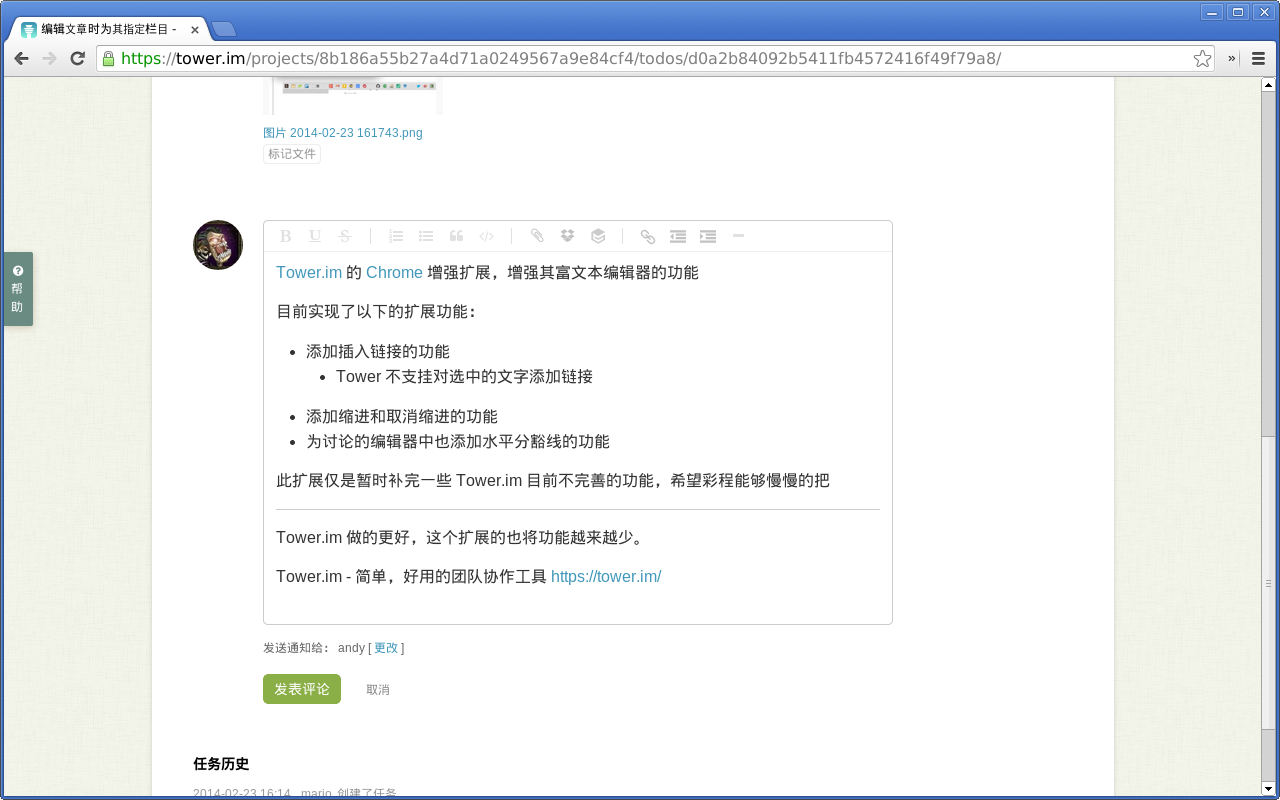 编辑文章时为其指定栏目 -
https://tower.im/projects/8b186a55b27a4d71a0249567a9e84cf4/todos/d0a2b84092b5411fb4572416f49f79a8/
图片 2014-02-23 161743.png
标记文件
帮
助
B U S
Tower.im 的 Chrome 增强扩展，增强其富文本编辑器的功能
目前实现了以下的扩展功能：
添加插入链接的功能
Tower 不支挂对选中的文字添加链接
添加缩进和取消缩进的功能
为讨论的编辑器中也添加水平分豁线的功能
此扩展仅是暂时补完一些 Tower.im 目前不完善的功能，希望彩程能够慢慢的把
Tower.im 做的更好，这个扩展的也将功能越来越少。
Tower.im - 简单，好用的团队协作工具 https://tower.im/
发送通知给： andy [ 更改 ]
发表评论 取消
任务历史
2014-02-23 16:14 mario 创建了任务